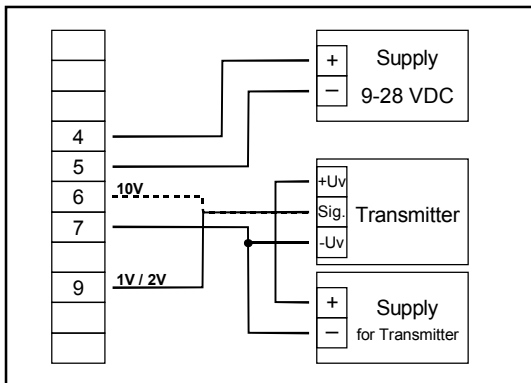 4
5
6
7
9
10V
1V / 2V
+
−
Supply
9-28 VDC
+Uv
Sig.
-Uv
Transmitter
+
−
Supply
for Transmitter